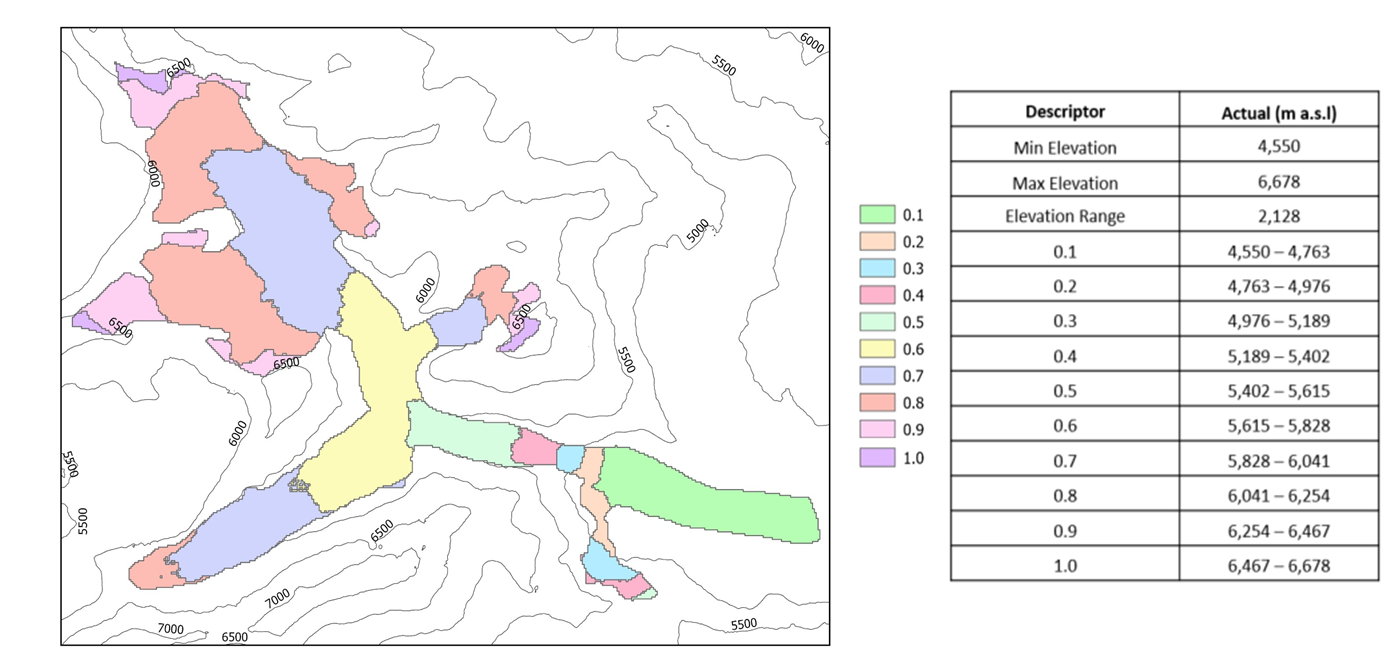 6000
5500
6500
6000
5000
6000
6500
6500
6500
5500
6000
5500
5500
6500
7000
7000
6500
5500
0.1
0.2
0.3
0.4
0.5
0.6
0.7
0.8
0.9
1.0
Descriptor Actual (m a.s.l)
Min Elevation 4,550
Max Elevation 6,678
Elevation Range 2,128
0.1 4,550 – 4,763
0.2 4,763 – 4,976
0.3 4,976 – 5,189
0.4 5,189 – 5,402
0.5 5,402 – 5,615
0.6 5,615 – 5,828
0.7 5,828 – 6,041
0.8 6,041 – 6,254
0.9 6,254 – 6,467
1.0 6,467 – 6,678